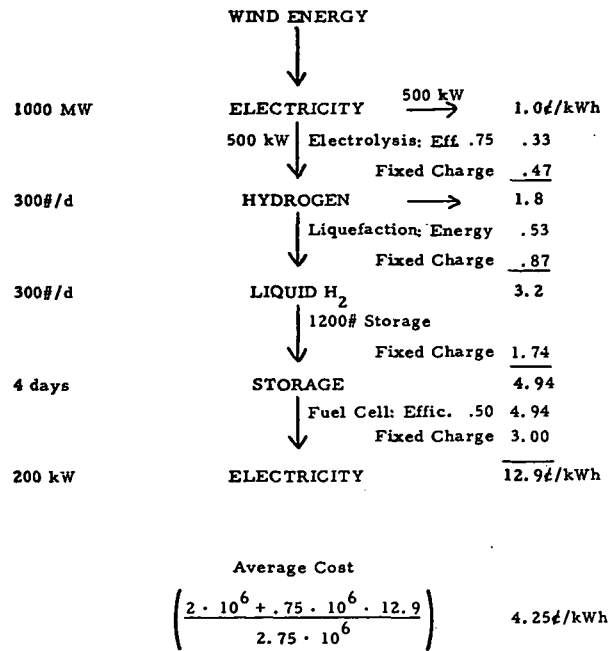 WIND ENERGY
500 kW
1000 MW ELECTRICITY 1.0¢/kWh
500 kW Electrolysis: Eff. .75 .33
Fixed Charge .47
300#/d HYDROGEN 1.8
Liquefaction: Energy .53
Fixed Charge .87
300#/d LIQUID H2 3.2
1200# Storage
Fixed Charge 1.74
4 days STORAGE 4.94
Fuel Cell: Effic. .50 4.94
Fixed Charge 3.00
200 kW ELECTRICITY 12.9¢/kWh
Average Cost
(2 · 10^6 + .75 · 10^6 · 12.9 / 2.75 · 10^6) 4.25¢/kWh